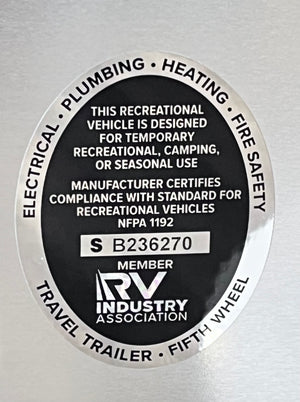 ELECTRICAL • PLUMBING • HEATING • FIRE SAFETY
THIS RECREATIONAL
VEHICLE IS DESIGNED
FOR TEMPORARY
RECREATIONAL, CAMPING,
OR SEASONAL USE
MANUFACTURER CERTIFIES
COMPLIANCE WITH STANDARD FOR
RECREATIONAL VEHICLES
NFPA 1192
S B236270
MEMBER
RV
INDUSTRY
ASSOCIATION
TRAVEL TRAILER • FIFTH WHEEL